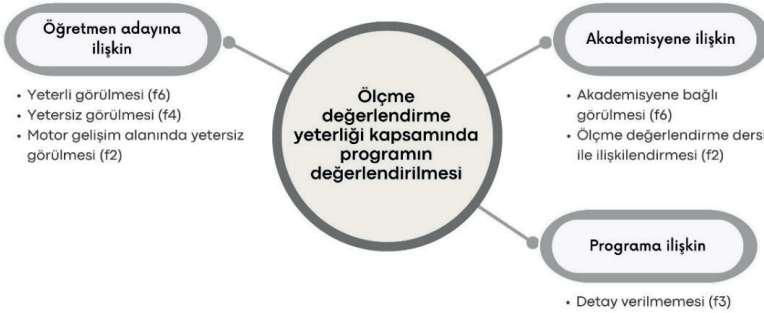 Öğretmen adayına
ilişkin
• Yeterli görülmesi (f6)
• Yetersiz görülmesi (f4)
• Motor gelişim alanında yetersiz
görülmesi (f2)
Ölçme
değerlendirme
yeterliği kapsamında
programın
değerlendirilmesi
Akademisyene ilişkin
• Akademisyene bağlı
görülmesi (f6)
• Ölçme değerlendirme dersi
ile ilişkilendirmesi (f2)
Programa ilişkin
• Detay verilmemesi (f3)